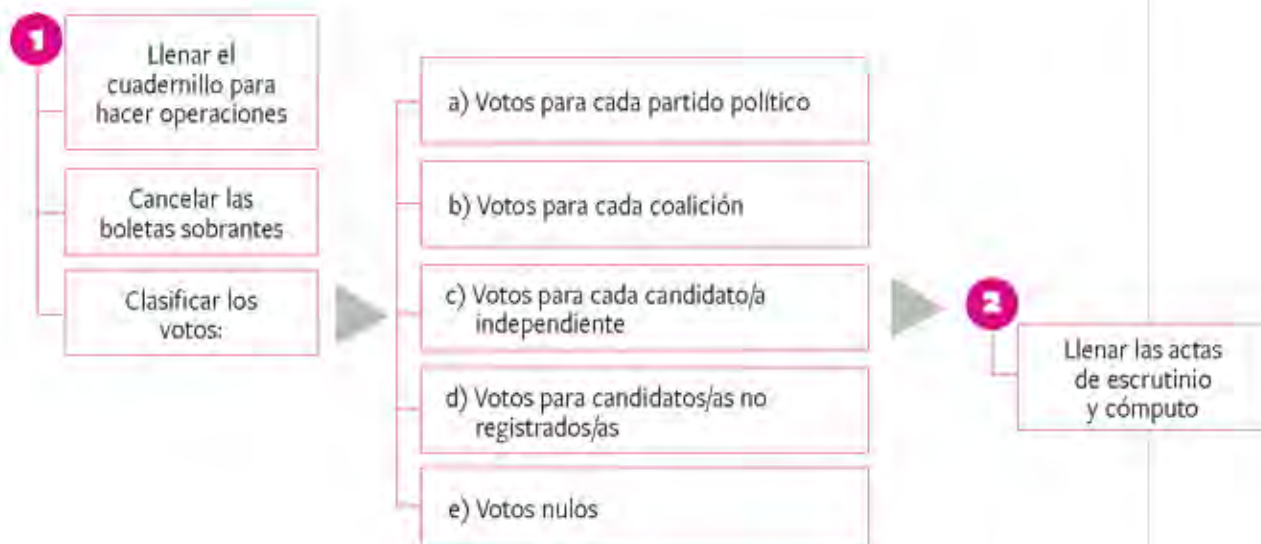 1
Llenar el
cuadernillo para
hacer operaciones
Cancelar las
boletas sobrantes
Clasificar los
votos:
a) Votos para cada partido político
b) Votos para cada coalición
c) Votos para cada candidato/a
independiente
d) Votos para candidatos/as no
registrados/as
e) Votos nulos
2
Llenar las actas
de escrutinio
y cómputo